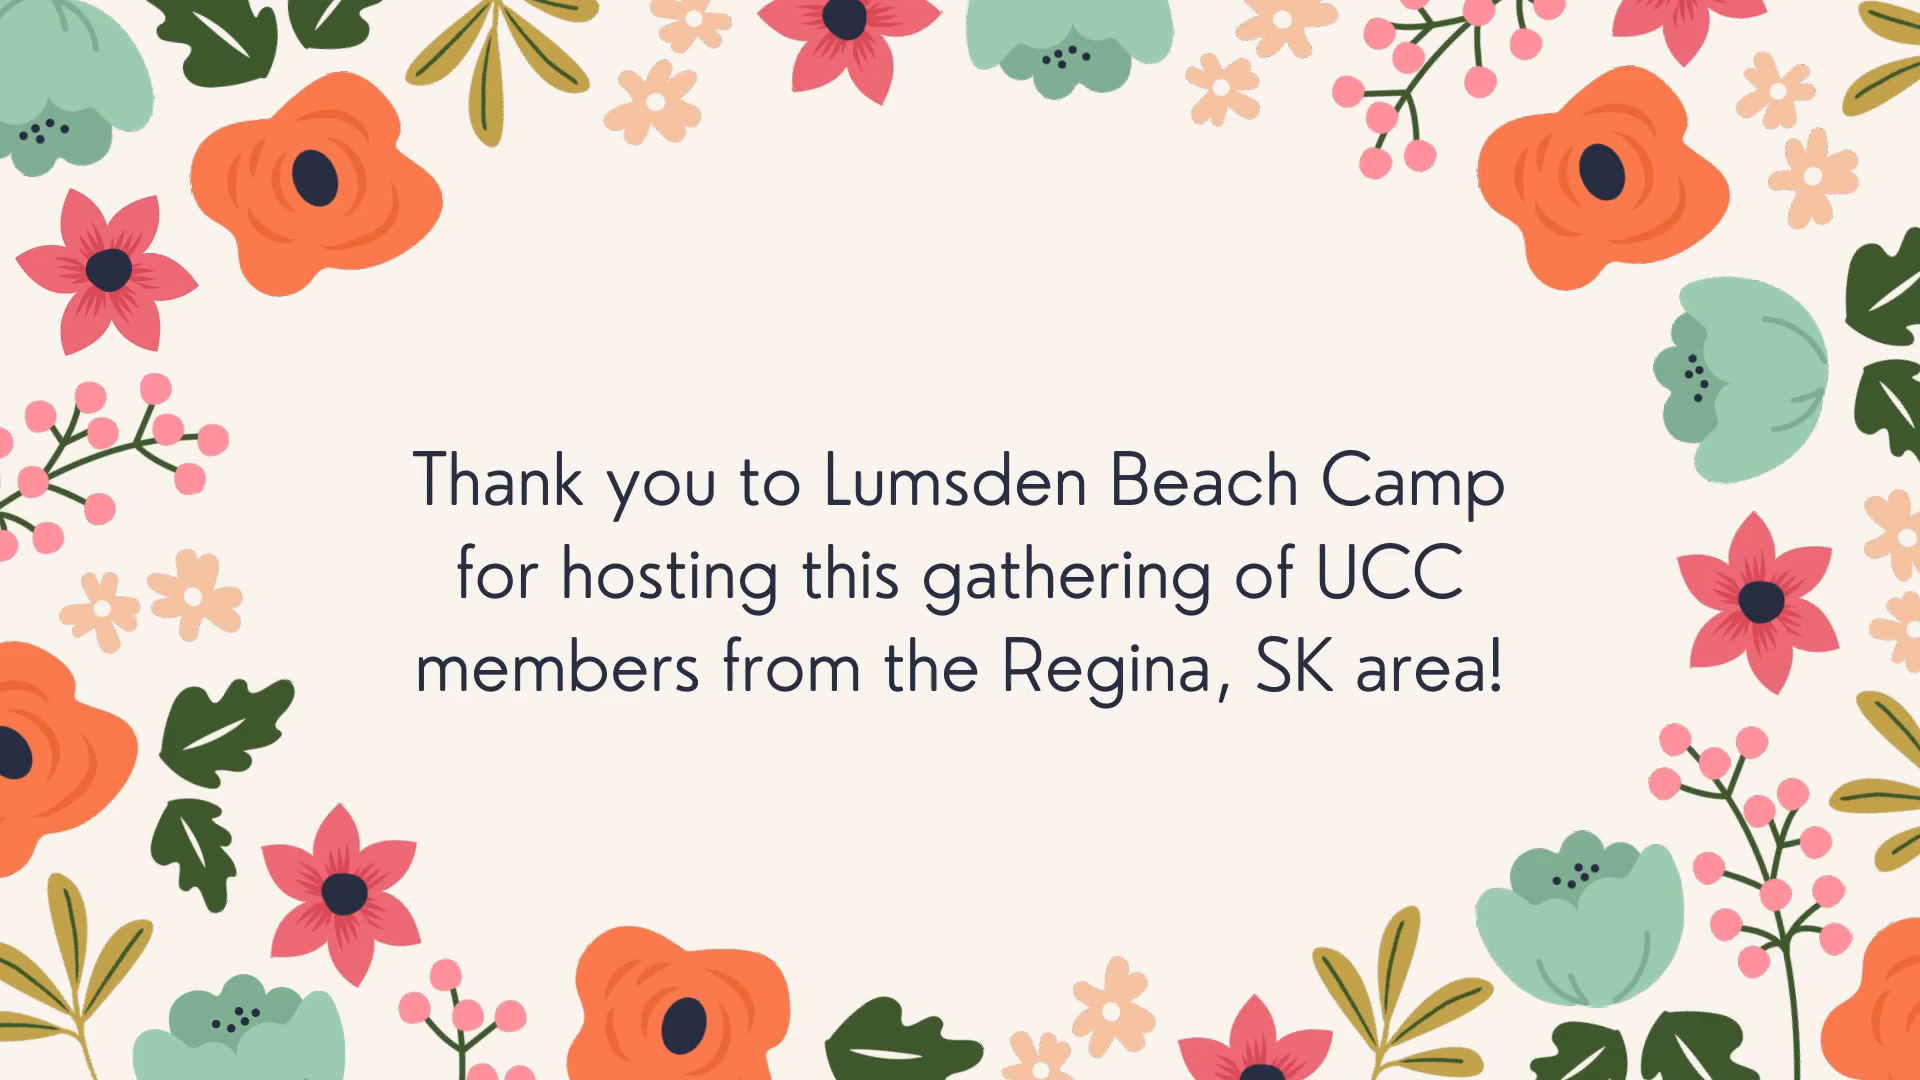 Thank you to Lumsden Beach Camp
for hosting this gathering of UCC
members from the Regina, SK area!